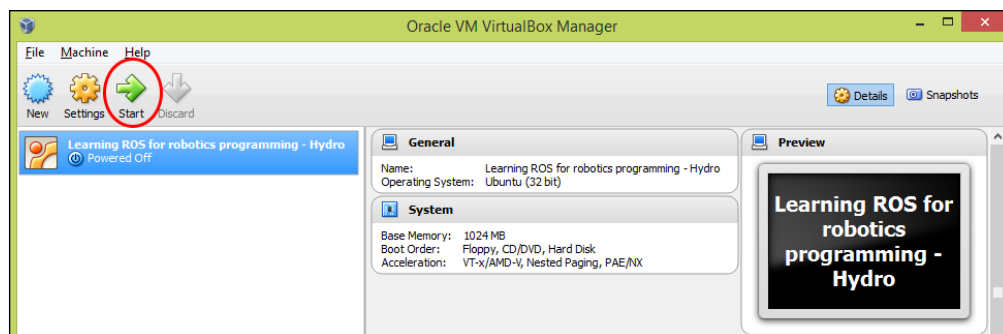 Oracle VM VirtualBox Manager
File Machine Help
New Settings Start Discard
Details Snapshots
Learning ROS for robotics programming - Hydro
Powered Off
General
Name: Learning ROS for robotics programming - Hydro
Operating System: Ubuntu (32 bit)
System
Base Memory: 1024 MB
Boot Order: Floppy, CD/DVD, Hard Disk
Acceleration: VT-x/AMD-V, Nested Paging, PAE/NX
Preview
Learning ROS for
robotics
programming -
Hydro